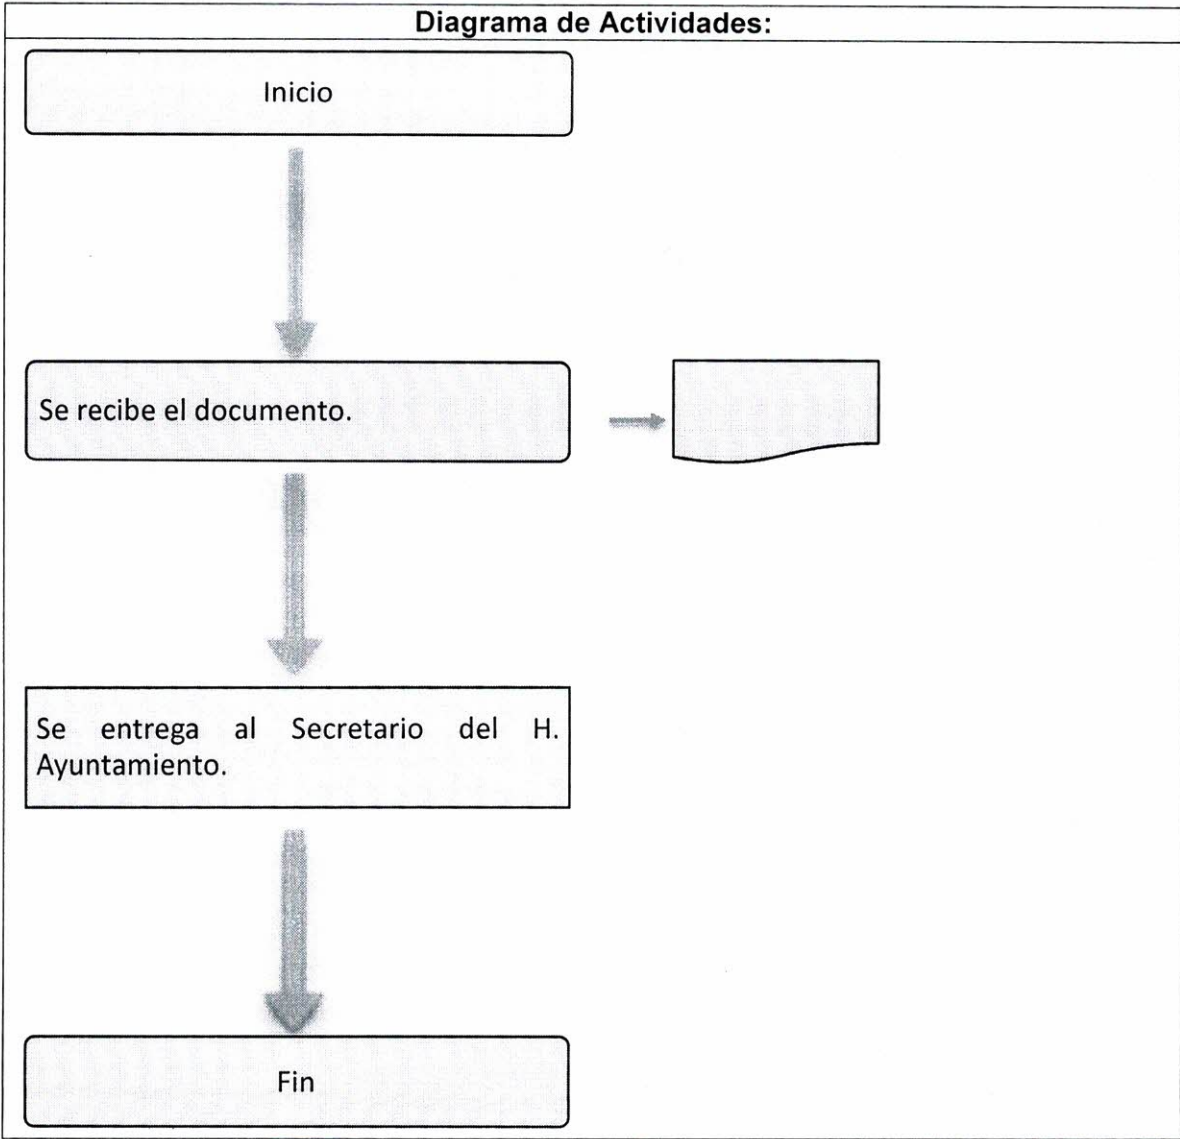 Diagrama de Actividades:
Inicio
Se recibe el documento.
Se entrega al Secretario del H.
Ayuntamiento.
Fin